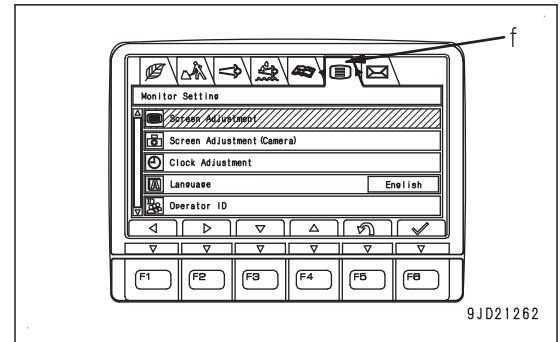 f
Monitor Setting
Screen Adjustment
Screen Adjustment (Camera)
Clock Adjustment
A
Language English
ID
Operator ID
F1 F2 F3 F4 F5 F6
9JD21262